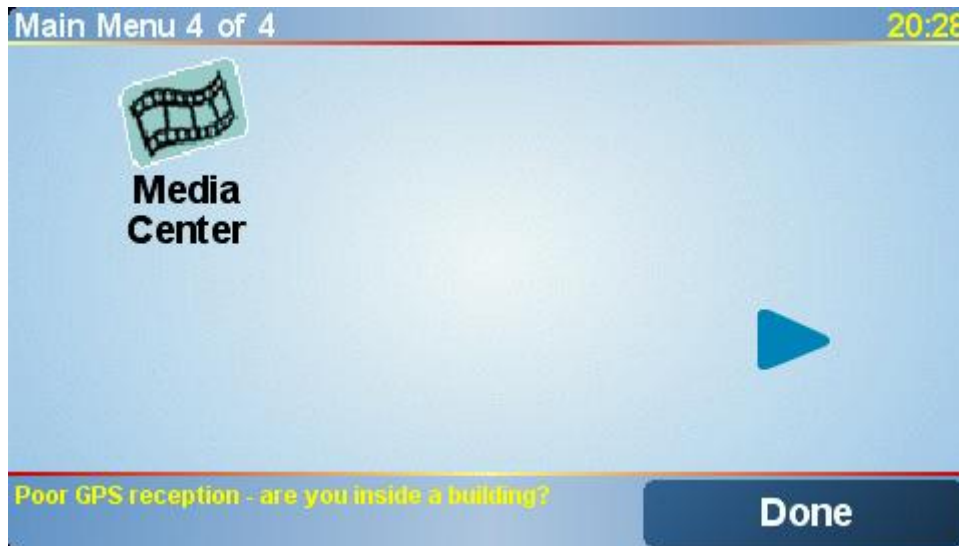 Main Menu 4 of 4
20:28
Media
Center
Poor GPS reception - are you inside a building?
Done